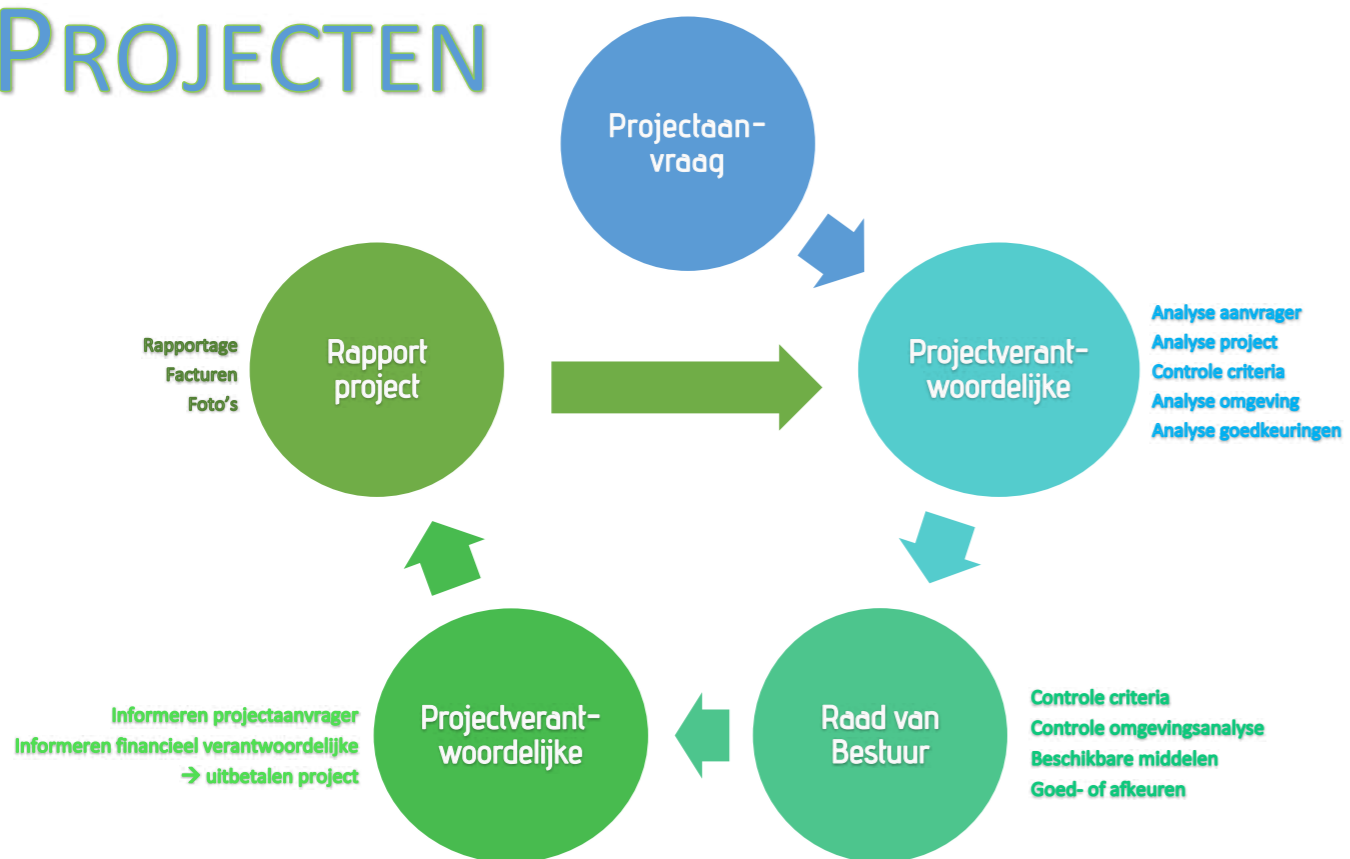 PROJECTEN
Projectaan-
vraag
Projectverant-
woordelijke
Analyse aanvrager
Analyse project
Controle criteria
Analyse omgeving
Analyse goedkeuringen
Raad van
Bestuur
Controle criteria
Controle omgevingsanalyse
Beschikbare middelen
Goed- of afkeuren
Projectverant-
woordelijke
Informeren projectaanvrager
Informeren financieel verantwoordelijke
→ uitbetalen project
Rapport
project
Rapportage
Facturen
Foto's